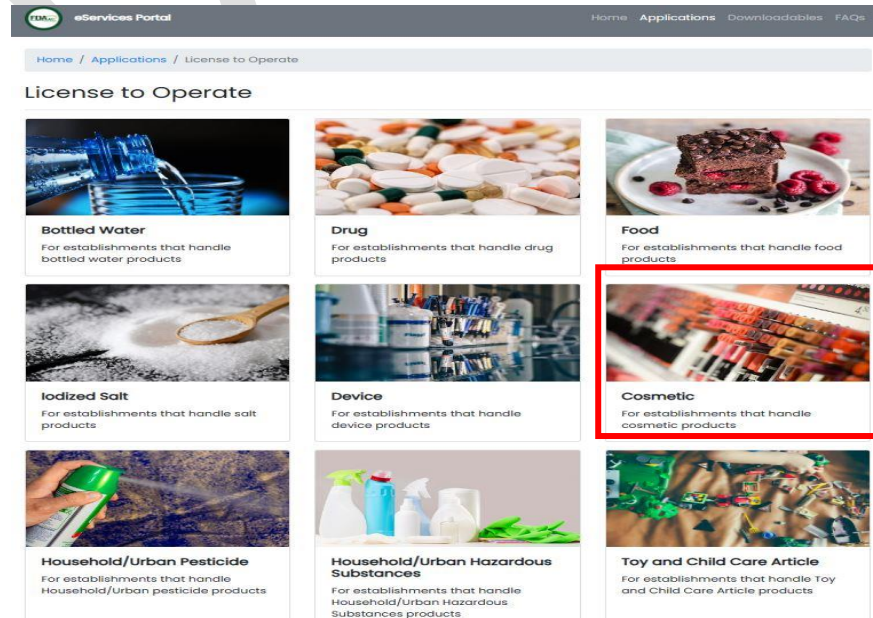 FDA
eServices Portal
Home Applications Downloadables FAQs
Home / Applications / License to Operate
License to Operate
Bottled Water
For establishments that handle
bottled water products
Drug
For establishments that handle drug
products
Food
For establishments that handle food
products
Iodized Salt
For establishments that handle salt
products
Device
For establishments that handle
device products
Cosmetic
For establishments that handle
cosmetic products
Household/Urban Pesticide
For establishments that handle
Household/Urban pesticide products
Household/Urban Hazardous
Substances
For establishments that handle
Household/Urban Hazardous
Substances products
Toy and Child Care Article
For establishments that handle Toy
and Child Care Article products